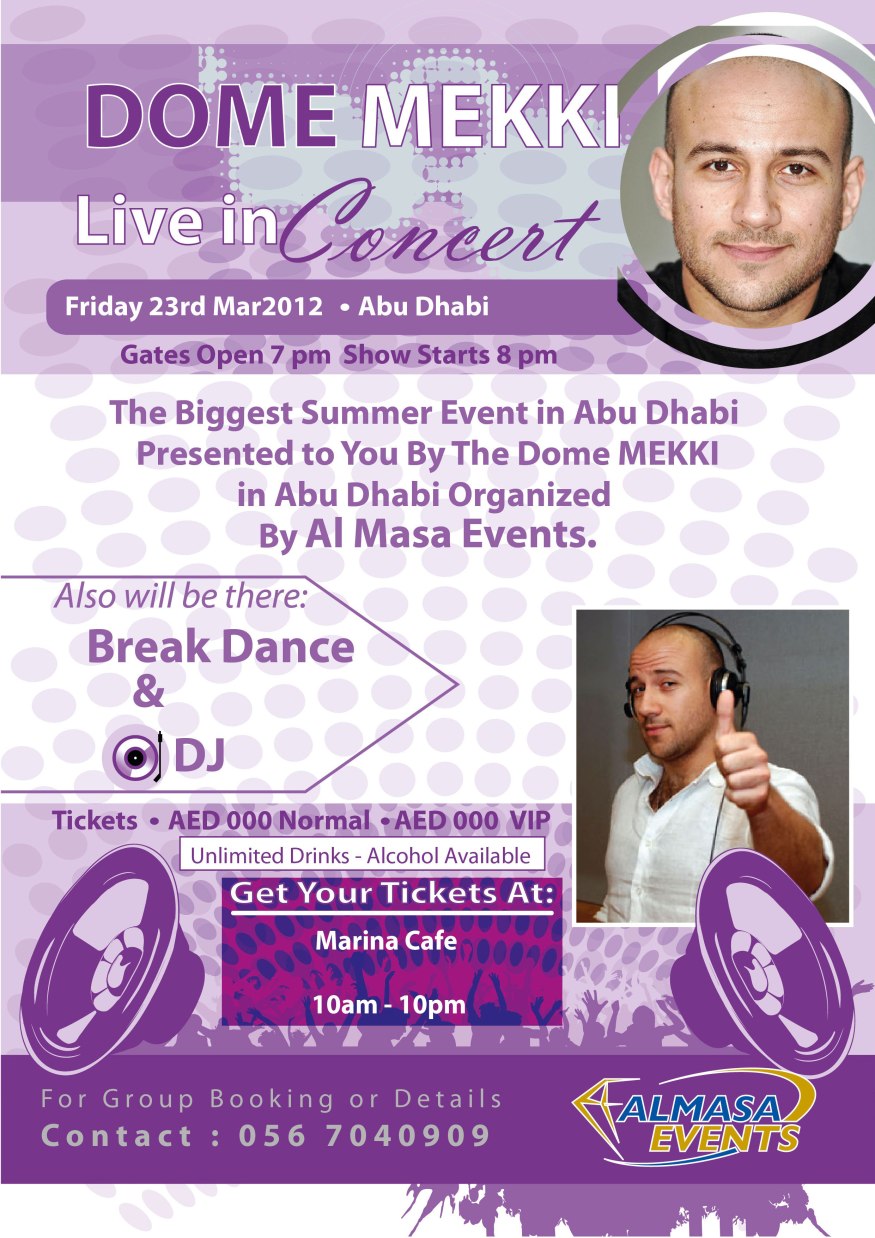 DOME MEKKI
Live in Concert
Friday 23rd Mar2012 • Abu Dhabi
Gates Open 7 pm Show Starts 8 pm
The Biggest Summer Event in Abu Dhabi
Presented to You By The Dome MEKKI
in Abu Dhabi Organized
By Al Masa Events.
Also will be there:
Break Dance
&
DJ
Tickets • AED 000 Normal • AED 000 VIP
Unlimited Drinks - Alcohol Available
Get Your Tickets At:
Marina Cafe
10am - 10pm
For Group Booking or Details
Contact : 056 7040909
ALMASA
EVENTS